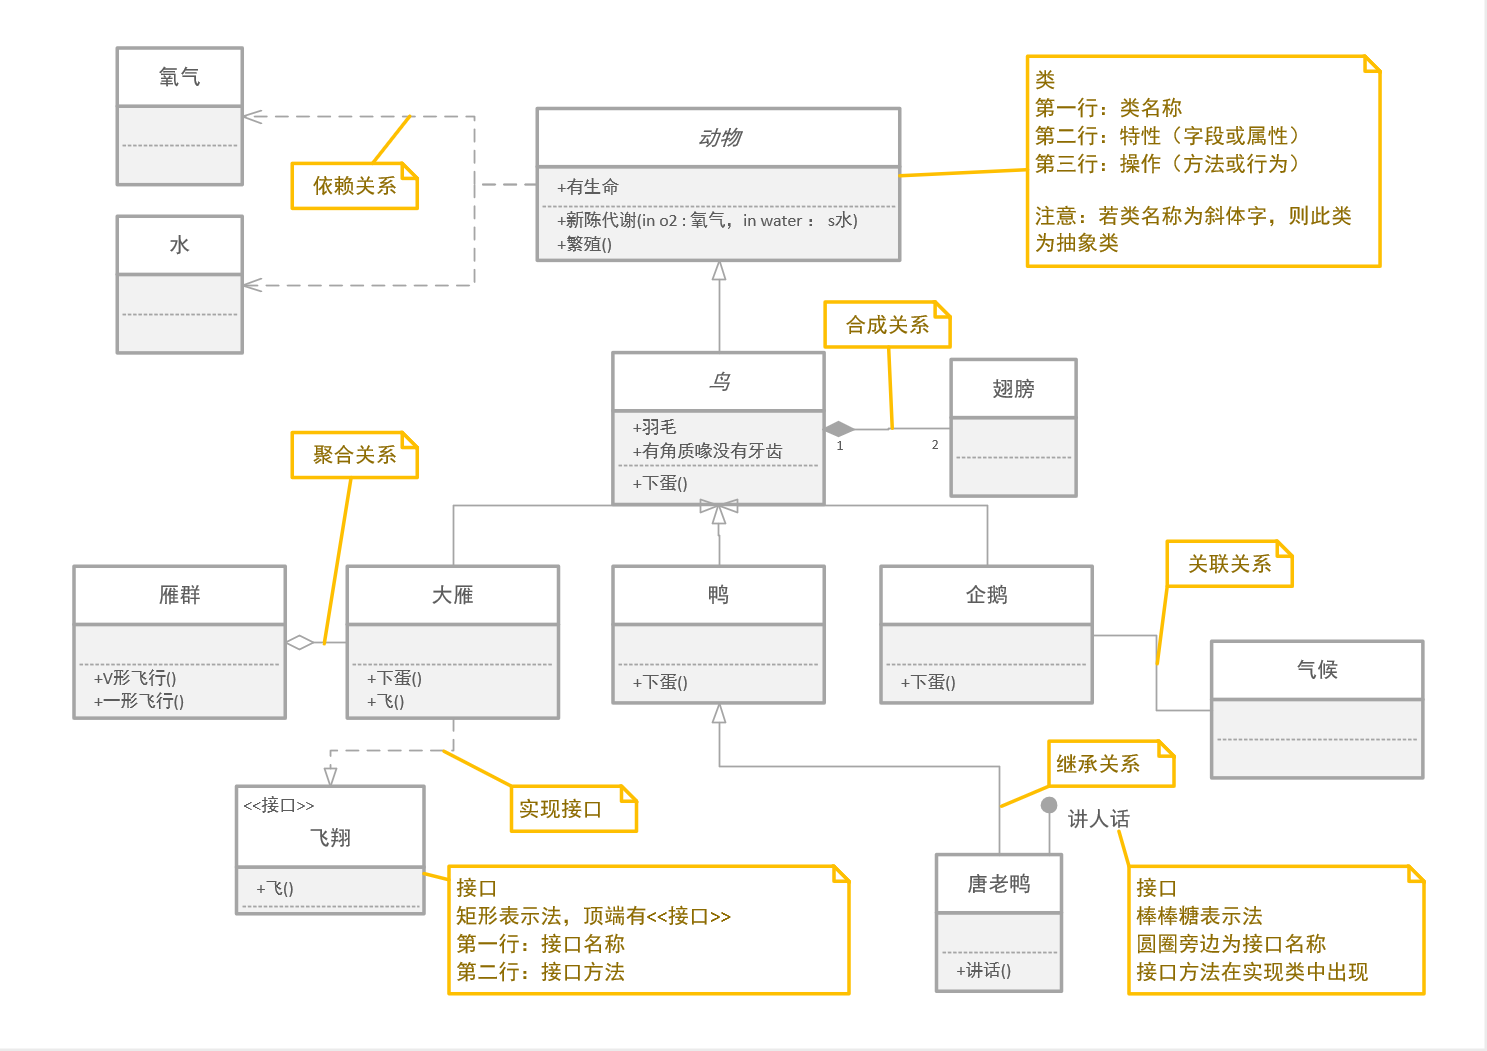 氧气
类
第一行：类名称
第二行：特性（字段或属性）
第三行：操作（方法或行为）
注意：若类名称为斜体字，则此类
为抽象类
动物
+有生命
+新陈代谢(in o2 : 氧气，in water ： s水)
+繁殖()
依赖关系
水
合成关系
鸟
+羽毛
+有角质喙没有牙齿
+下蛋()
1
2
翅膀
聚合关系
关联关系
雁群
+V形飞行()
一形飞行()
大雁
+下蛋()
+飞()
鸭
+下蛋()
企鹅
+下蛋()
气候
继承关系
实现接口
讲人话
<<接口>>
飞翔
+飞()
接口
矩形表示法，顶端有<<接口>>
第一行：接口名称
第二行：接口方法
唐老鸭
+讲话()
接口
棒棒糖表示法
圆圈旁边为接口名称
接口方法在实现类中出现